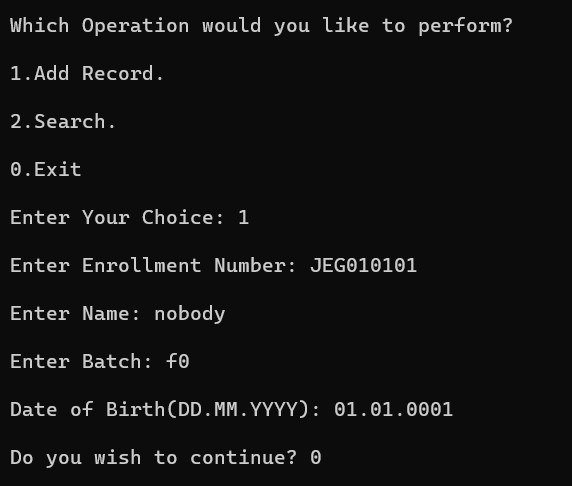 Which Operation would you like to perform?
1.Add Record.
2.Search.
0.Exit
Enter Your Choice: 1
Enter Enrollment Number: JEG010101
Enter Name: nobody
Enter Batch: f0
Date of Birth(DD.MM.YYYY): 01.01.0001
Do you wish to continue? 0